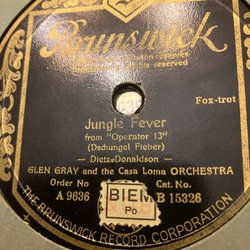 Brunswick
Fox-trot
Jungle Fever
from "Operator 13"
(Dschungel Fieber)
- Dietz-Donaldson -
GLEN GRAY and the Casa Loma ORCHESTRA
Order No Cat. No.
A 9636 BIEM B 15326
Po
THE BRUNSWICK RECORD CORPORATION